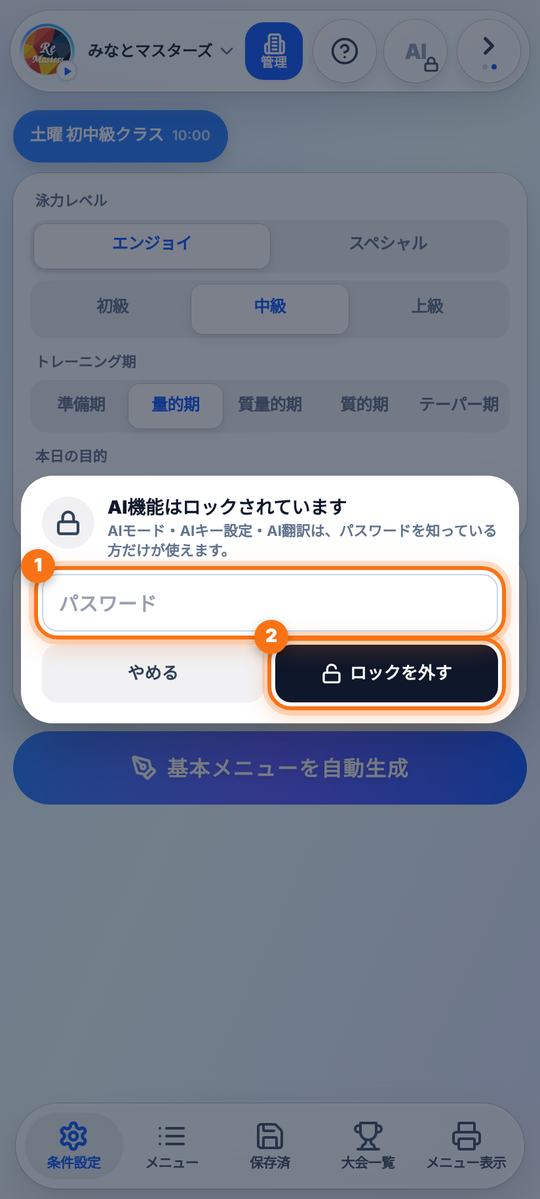 Re
Masters
みなとマスターズ
管理
AI
土曜 初中級クラス 10:00
泳力レベル
エンジョイ スペシャル
初級 中級 上級
トレーニング期
準備期 量的期 質量的期 質的期 テーパー期
本日の目的
AI機能はロックされています
AIモード・AIキー設定・AI翻訳は、パスワードを知っている
方だけが使えます。
1
パスワード
2
やめる ロックを外す
基本メニューを自動生成
条件設定 メニュー 保存済 大会一覧 メニュー表示